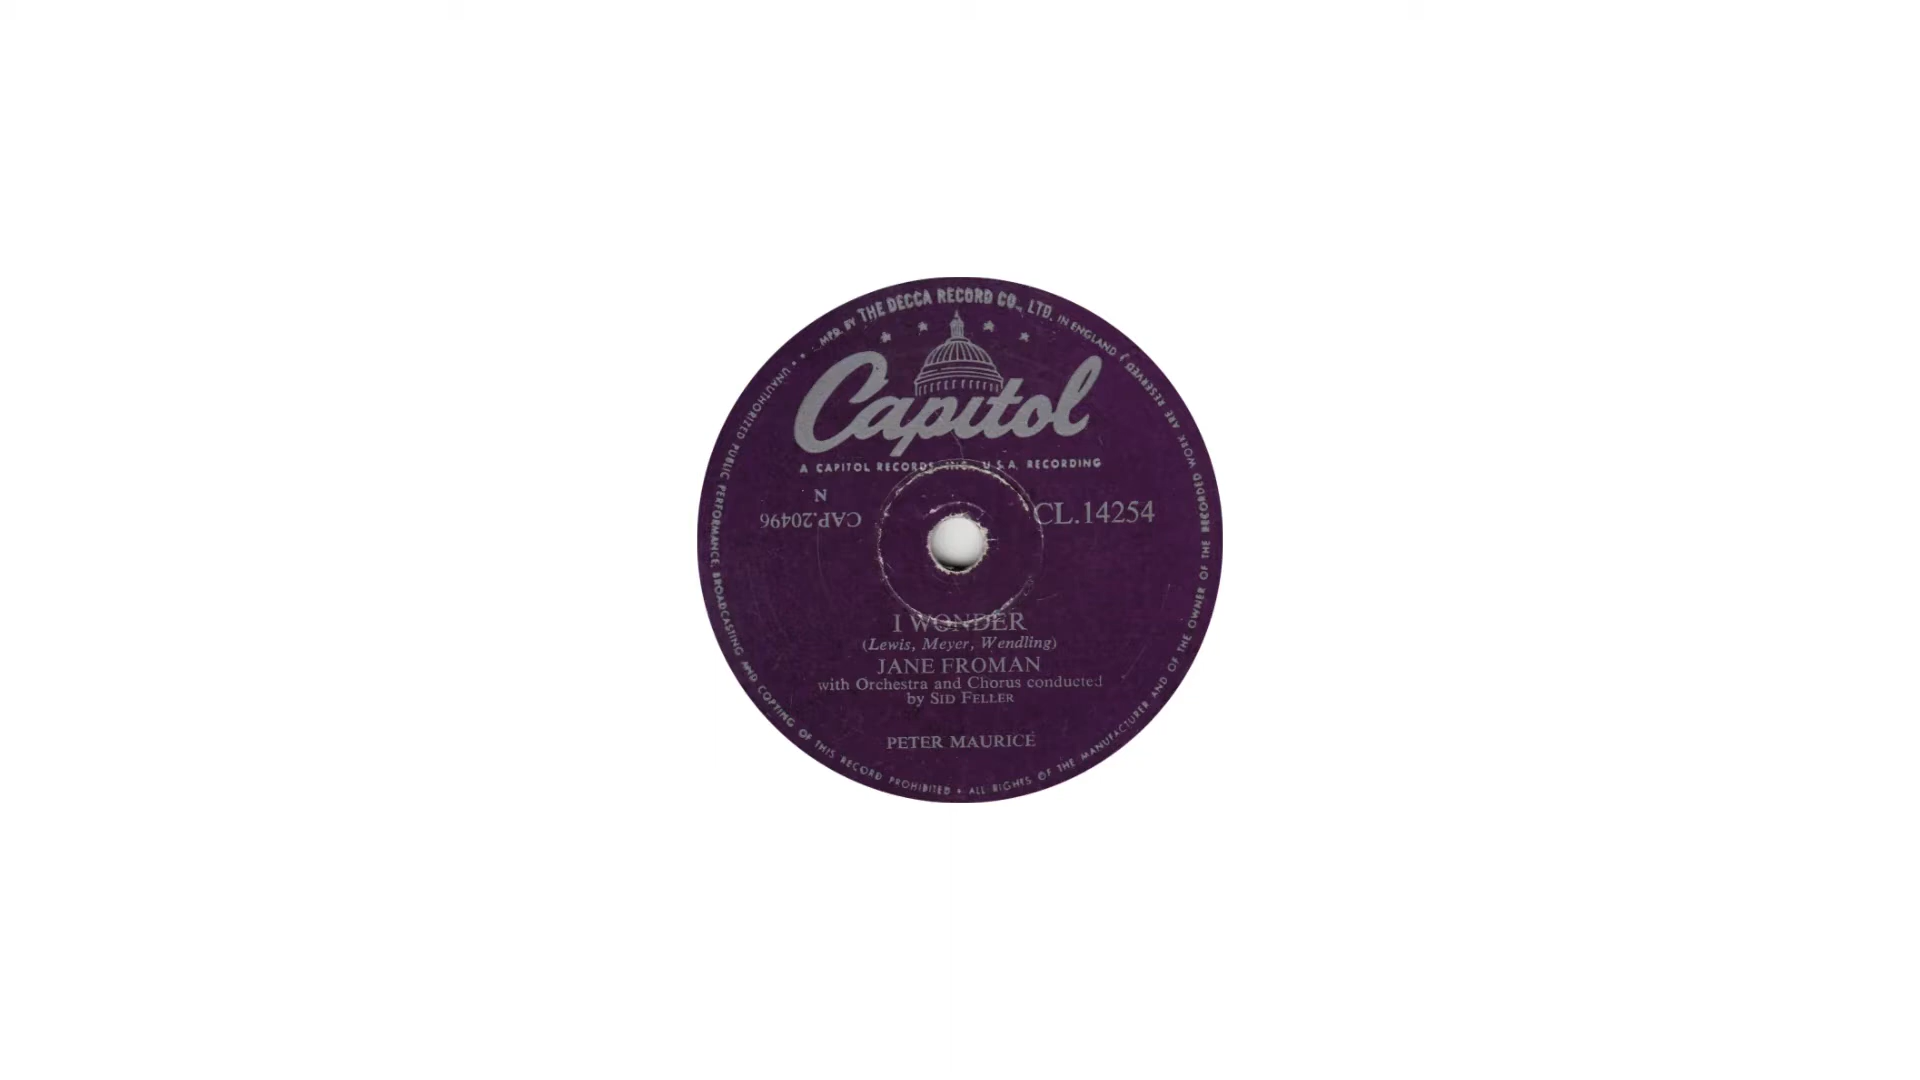 MFD. BY THE DECCA RECORD CO., LTD. IN ENGLAND ( ARE RESERVED )
Capitol
A CAPITOL RECORDS, INC., U.S.A. RECORDING
N
CAP.20496
CL.14254
I WONDER
(Lewis, Meyer, Wendling)
JANE FROMAN
with Orchestra and Chorus conducted
by SID FELLER
PETER MAURICE
UNAUTHORIZED PUBLIC PERFORMANCE, BROADCASTING AND COPYING OF THIS RECORD PROHIBITED • ALL RIGHTS OF THE MANUFACTURER AND OF THE OWNER OF THE RECORDED WORK ARE RESERVED